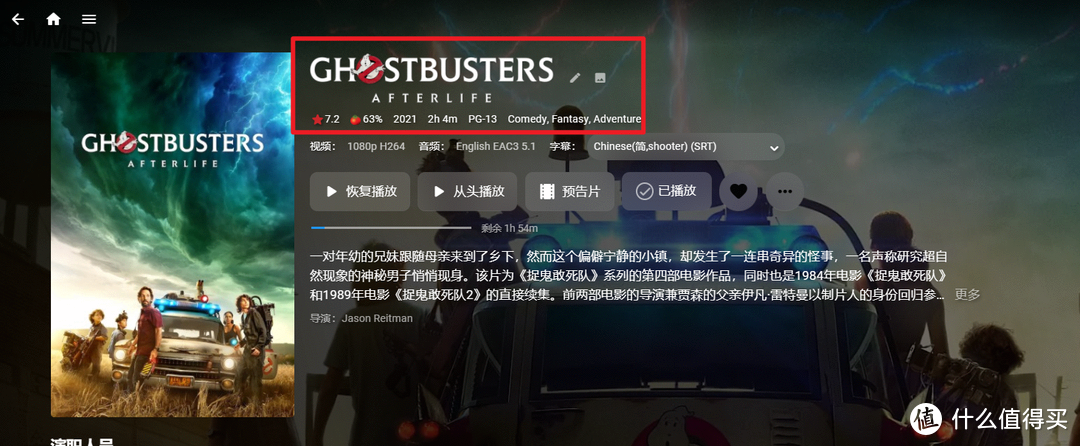 SUMMERVI
GHOSTBUSTERS
AFTERLIFE
7.2 63% 2021 2h 4m PG-13 Comedy, Fantasy, Adventure
GHOSTBUSTERS
AFTERLIFE
视频： 1080p H264 音频： English EAC3 5.1 字幕： Chinese(简,shooter) (SRT)
恢复播放 从头播放 预告片 已播放
剩余 1h 54m
一对年幼的兄妹跟随母亲来到了乡下，然而这个偏僻宁静的小镇，却发生了一连串奇异的怪事，一名声称研究超自
然现象的神秘男子悄悄现身。该片为《捉鬼敢死队》系列的第四部电影作品，同时也是1984年电影《捉鬼敢死队》
和1989年电影《捉鬼敢死队2》的直接续集。前两部电影的导演兼贾森的父亲伊凡·雷特曼以制片人的身份回归参... 更多
导演： Jason Reitman
值 什么值得买
演职人员